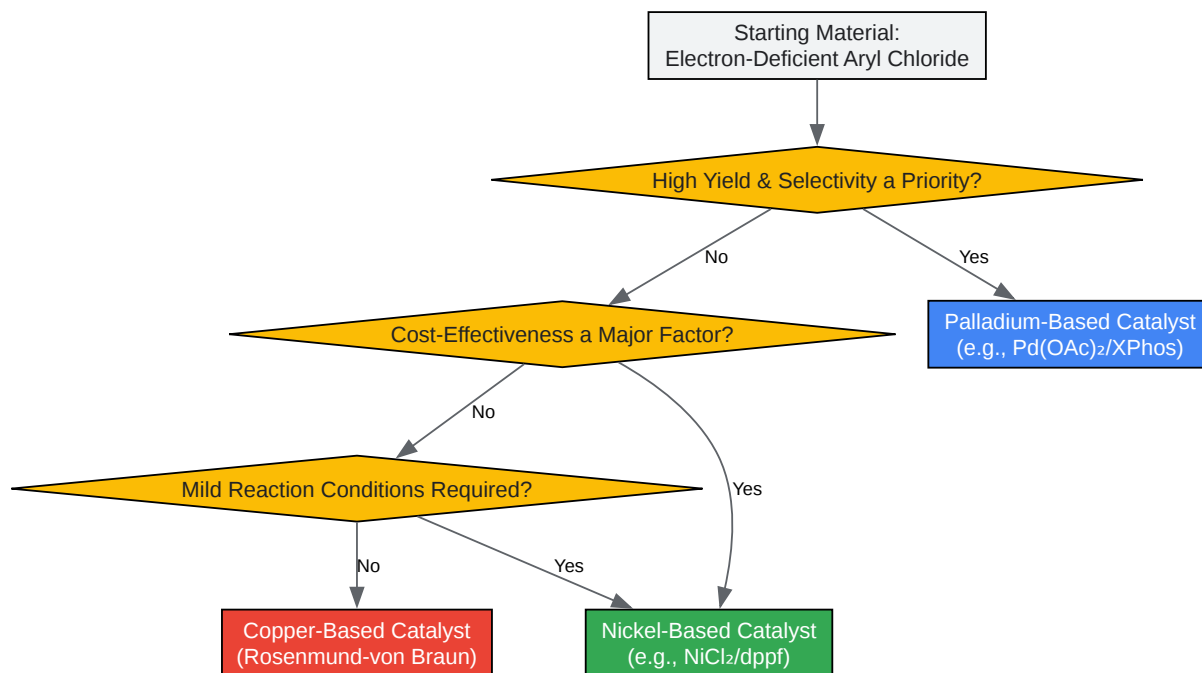 Starting Material:
Electron-Deficient Aryl Chloride
High Yield & Selectivity a Priority?
No
Yes
Cost-Effectiveness a Major Factor?
Palladium-Based Catalyst
(e.g., Pd(OAc)₂/XPhos)
No
Yes
Mild Reaction Conditions Required?
No
Yes
Copper-Based Catalyst
(Rosenmund-von Braun)
Nickel-Based Catalyst
(e.g., NiCl₂/dppf)